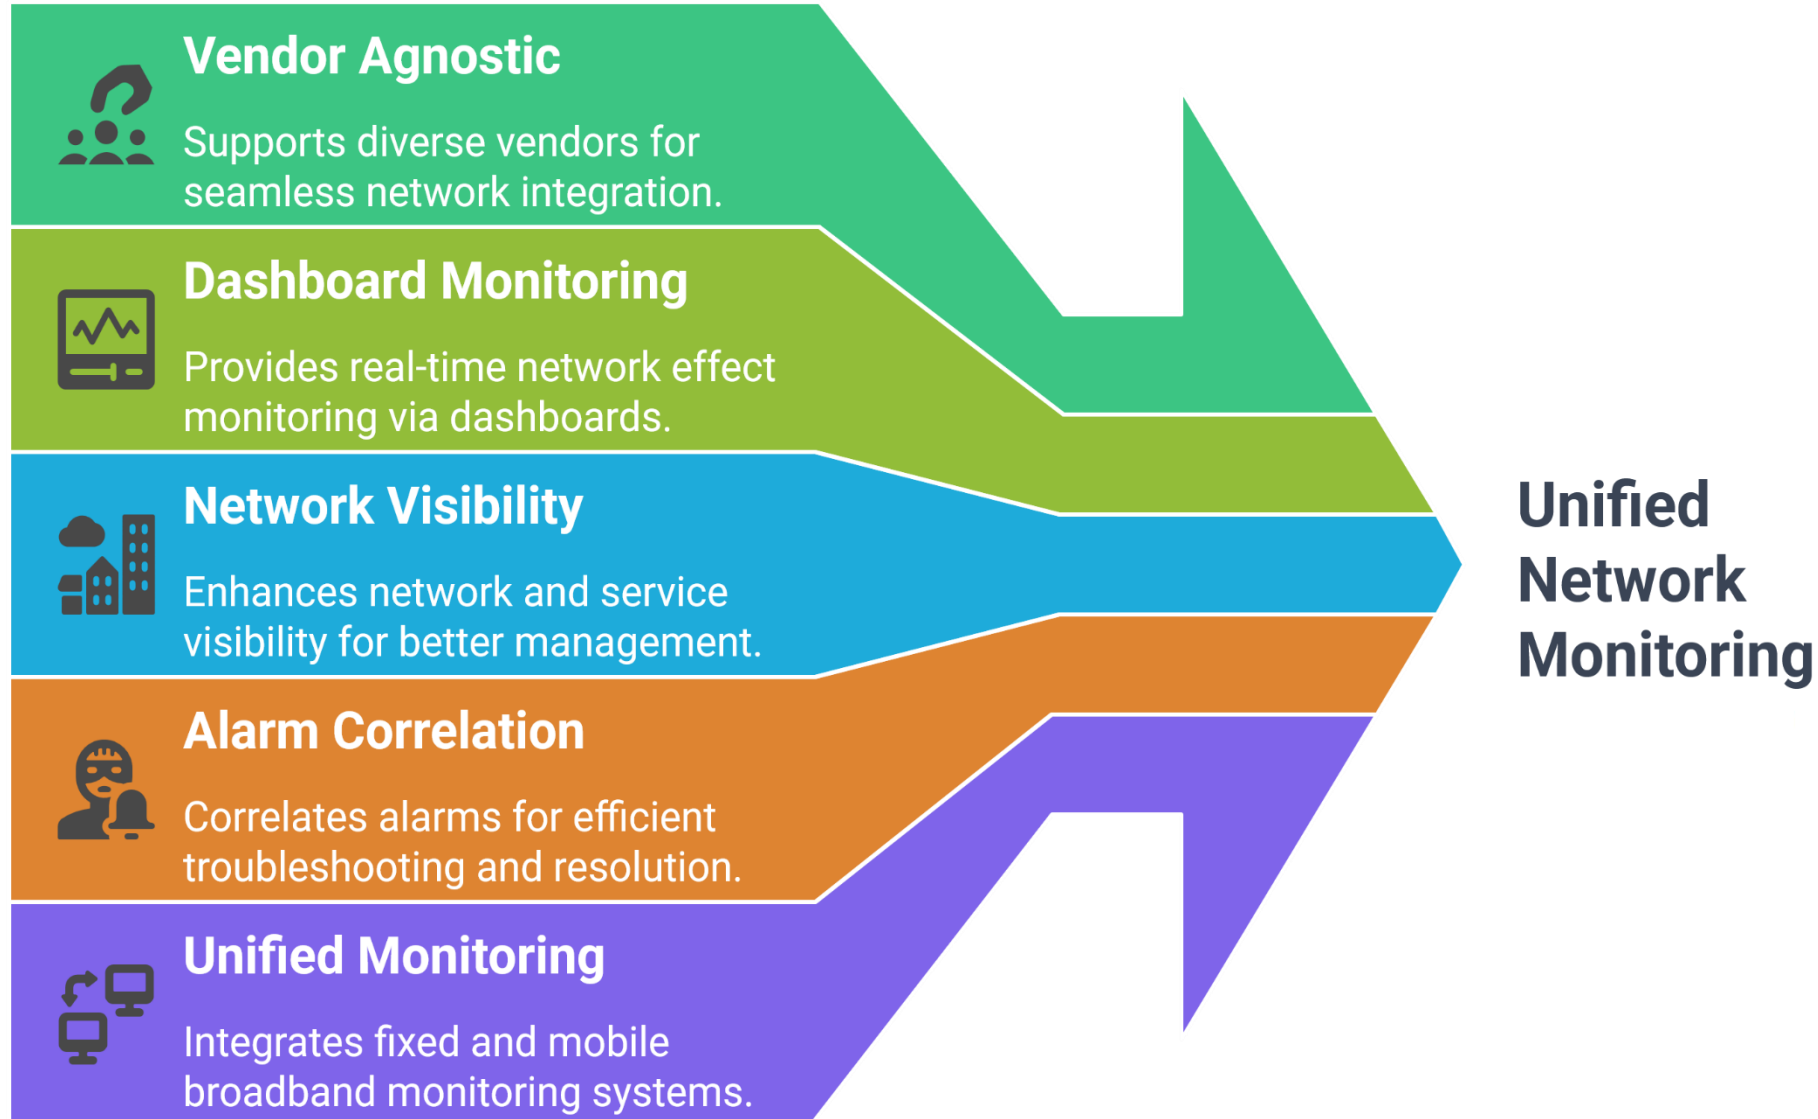 Vendor Agnostic
Supports diverse vendors for
seamless network integration.
Dashboard Monitoring
Provides real-time network effect
monitoring via dashboards.
Network Visibility
Enhances network and service
visibility for better management.
Alarm Correlation
Correlates alarms for efficient
troubleshooting and resolution.
Unified Monitoring
Integrates fixed and mobile
broadband monitoring systems.
Unified
Network
Monitoring